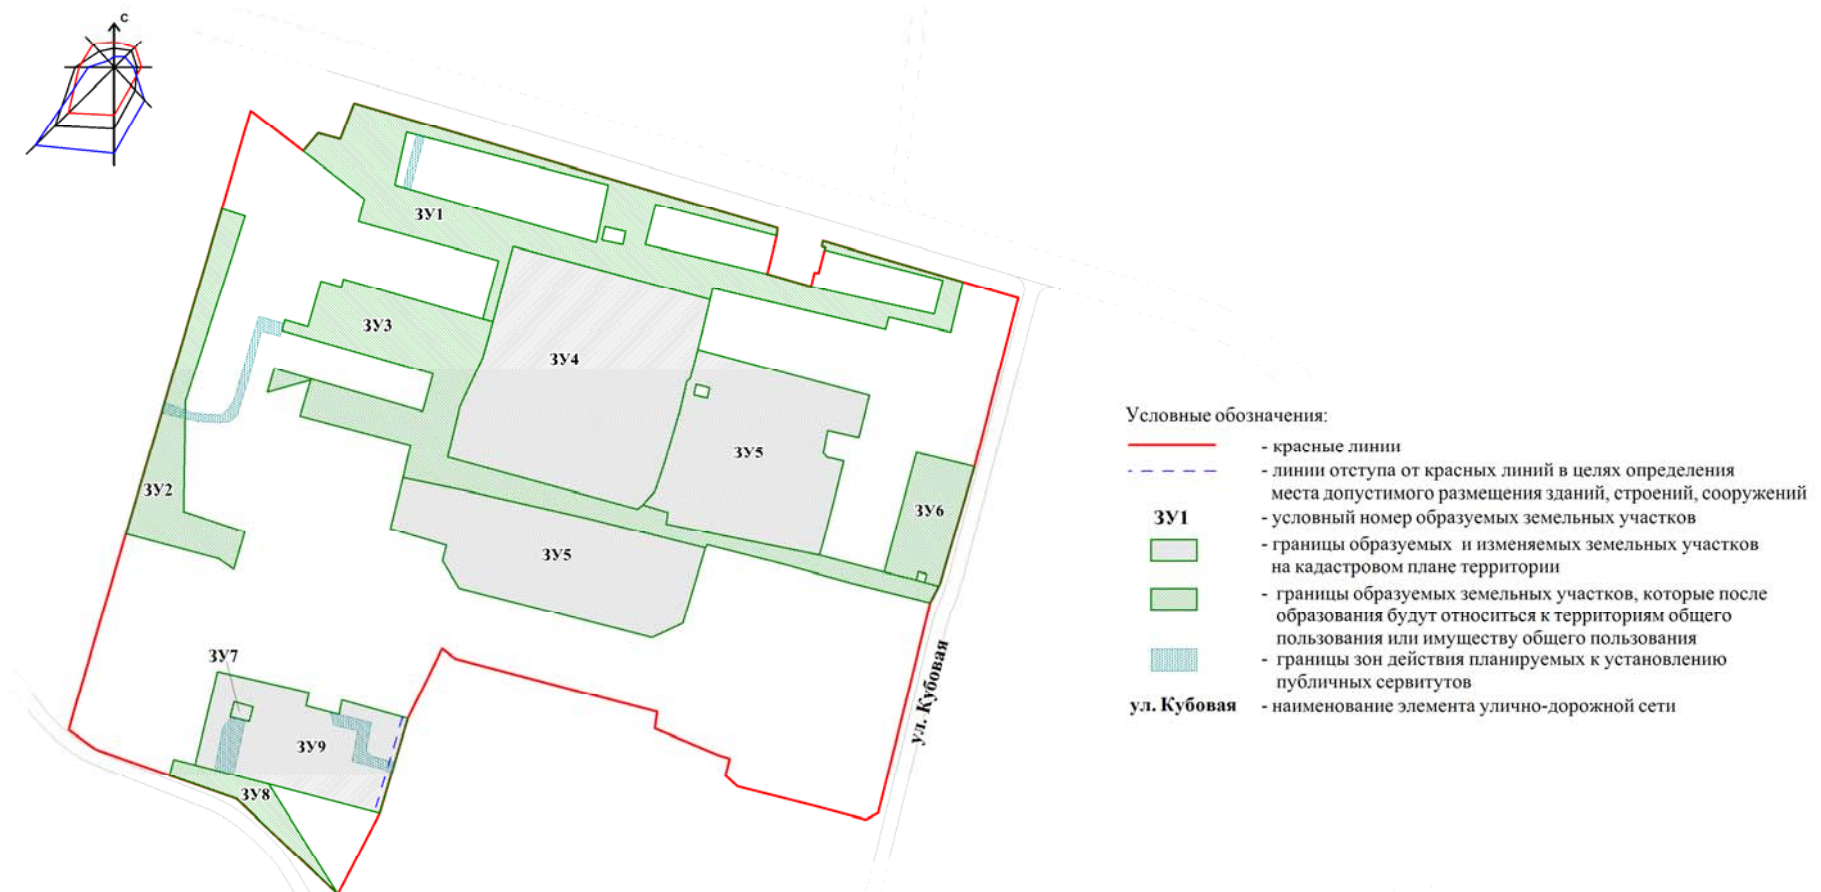 С
ЗУ1
ЗУ3
ЗУ4
ЗУ5
ЗУ2
ЗУ6
ЗУ5
ЗУ7
ЗУ9
ЗУ8
ул. Кубовая
Условные обозначения:
- красные линии
- линии отступа от красных линий в целях определения
места допустимого размещения зданий, строений, сооружений
ЗУ1 - условный номер образуемых земельных участков
- границы образуемых и изменяемых земельных участков
на кадастровом плане территории
- границы образуемых земельных участков, которые после
образования будут относиться к территориям общего
пользования или имуществу общего пользования
- границы зон действия планируемых к установлению
публичных сервитутов
ул. Кубовая - наименование элемента улично-дорожной сети